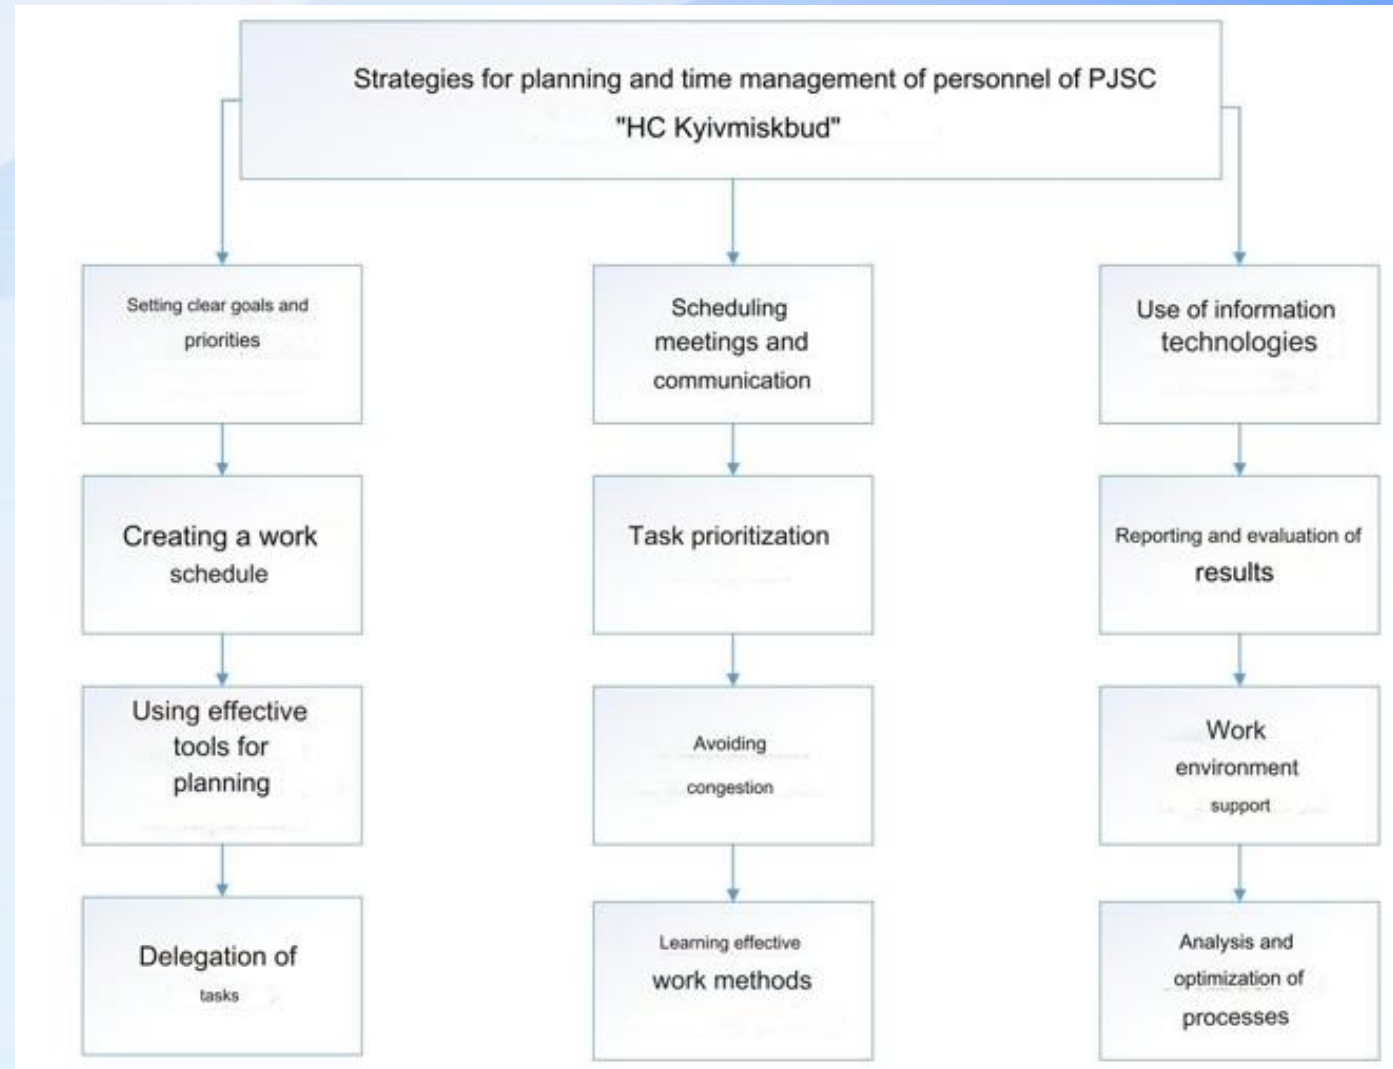 Strategies for planning and time management of personnel of PJSC
"HC Kyivmiskbud"
Setting clear goals and
priorities
Creating a work
schedule
Using effective
tools for
planning
Delegation of
tasks
Scheduling
meetings and
communication
Task prioritization
Avoiding
congestion
Learning effective
work methods
Use of information
technologies
Reporting and evaluation of
results
Work
environment
support
Analysis and
optimization of
processes